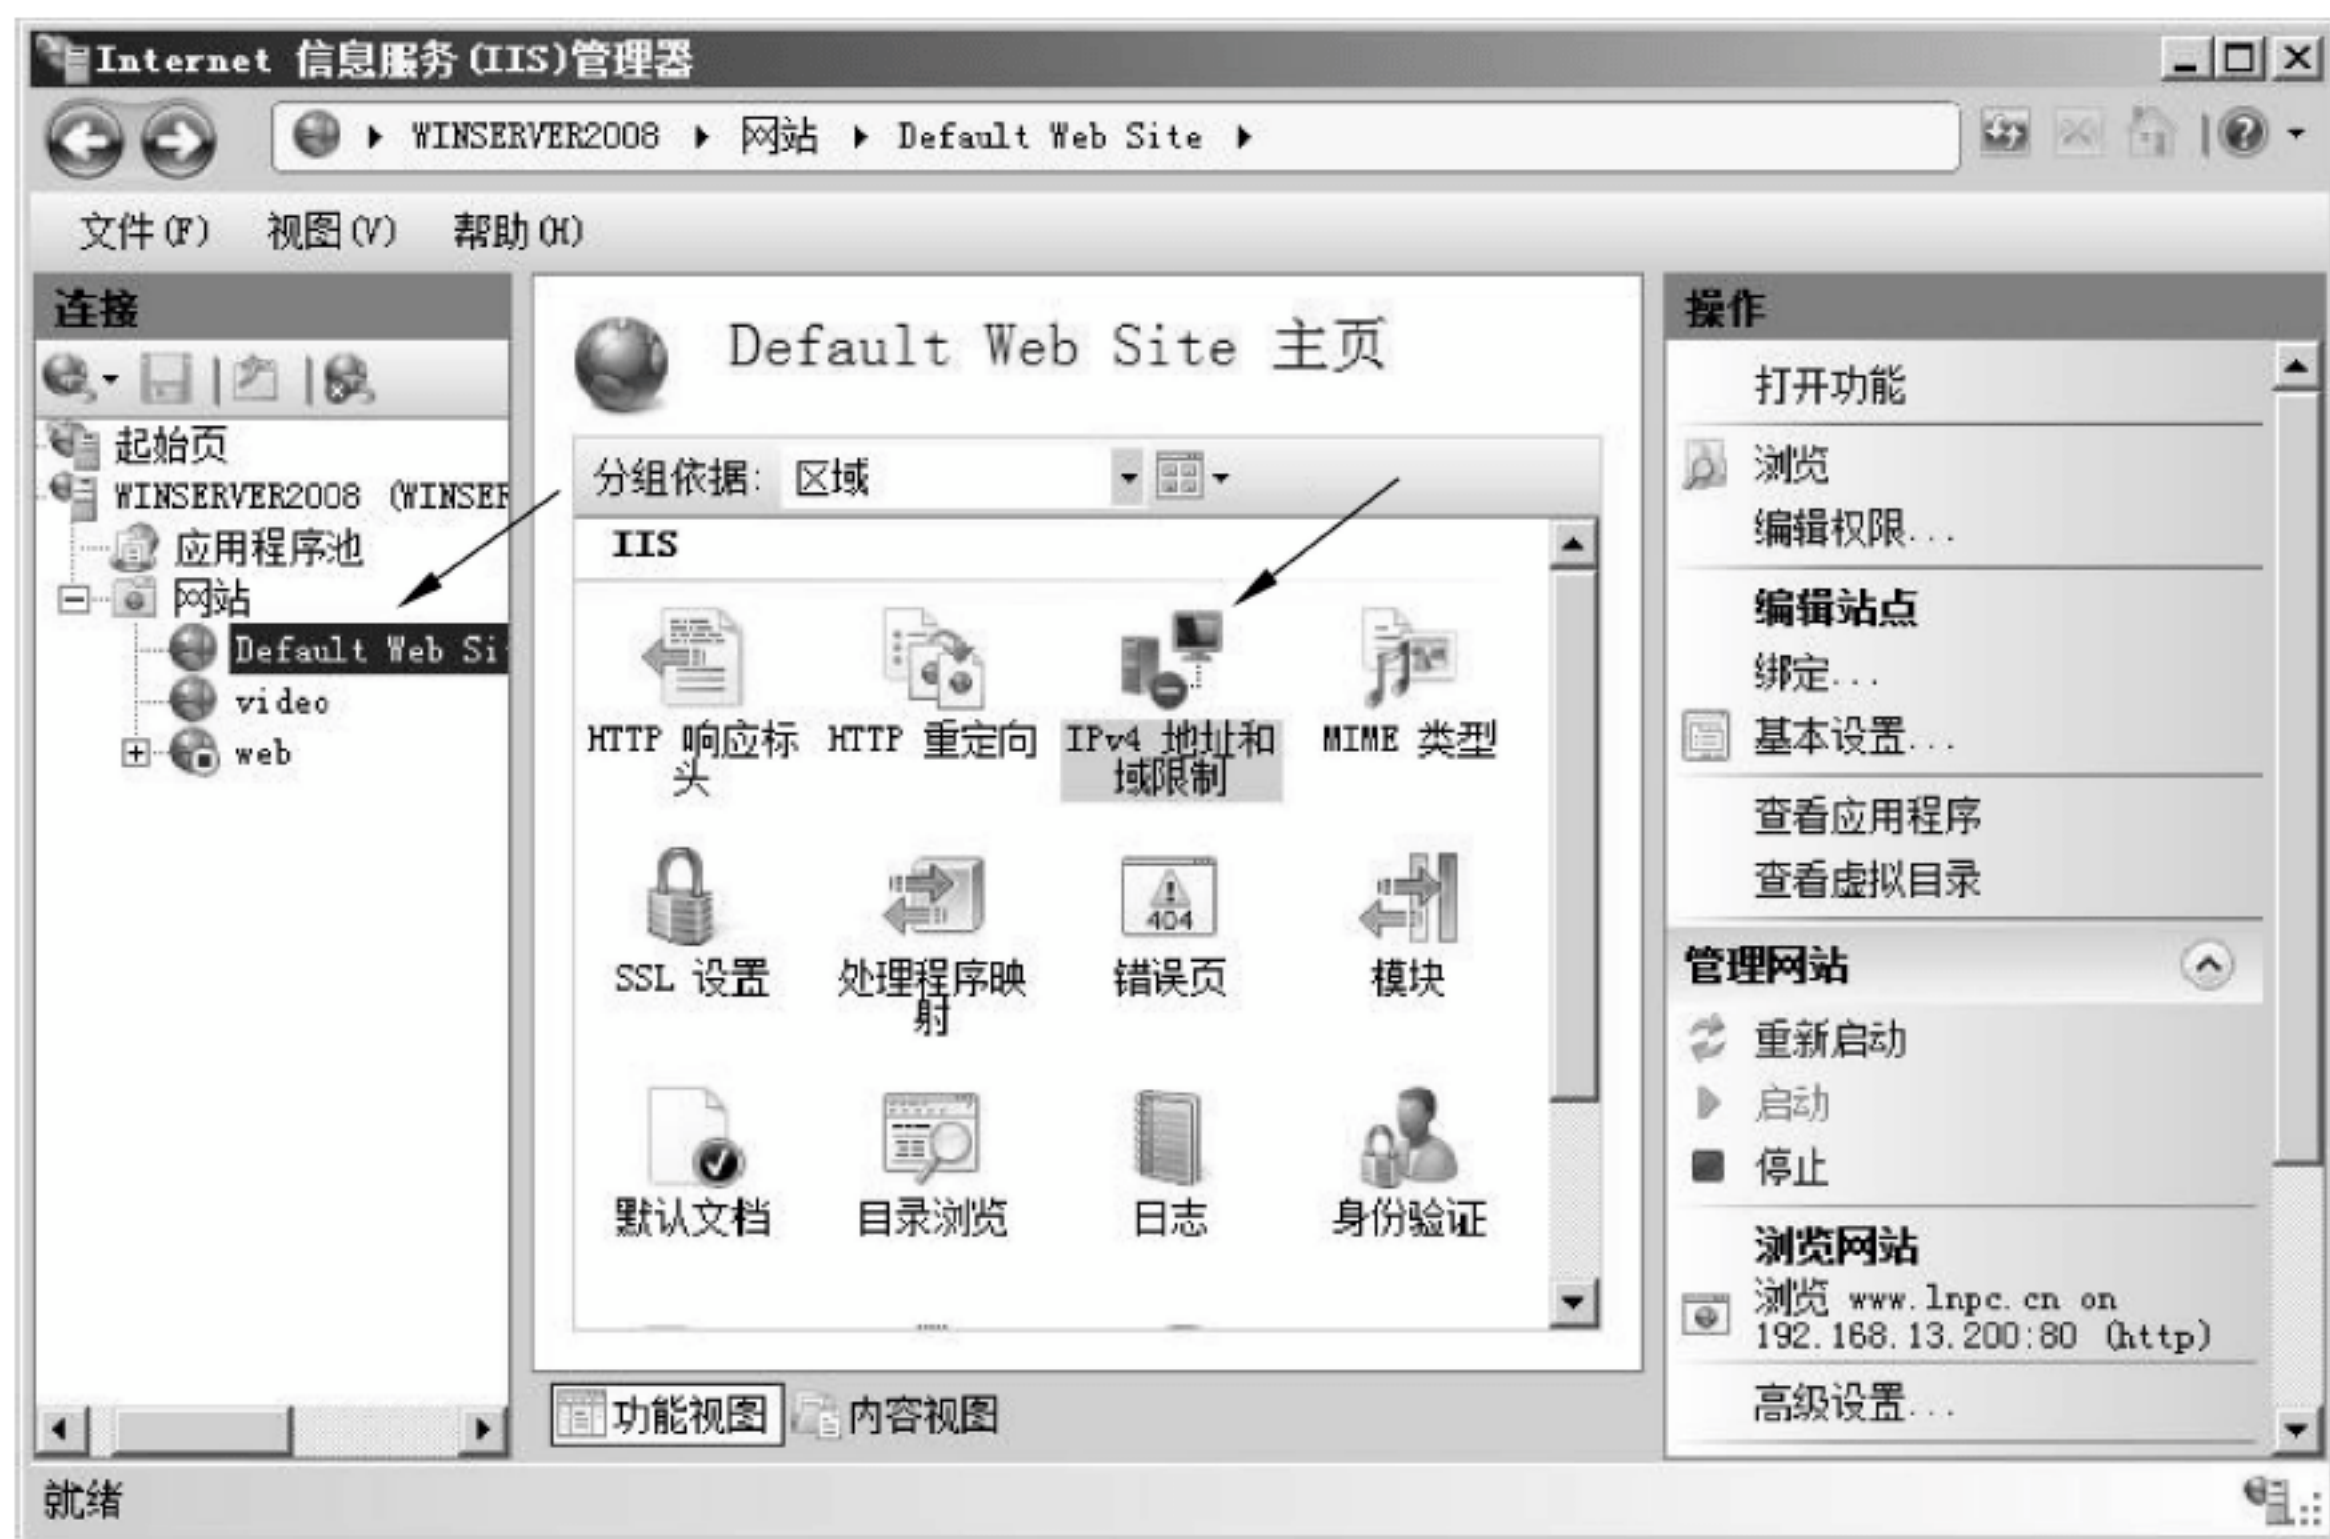 Internet 信息服务(IIS)管理器
WINSERVER2008 网站 Default Web Site
文件(F) 视图(V) 帮助(H)
连接
起始页
WINSERVER2008 (WINSER
应用程序池
网站
Default Web Si
video
web
Default Web Site 主页
分组依据: 区域
IIS
HTTP 响应标头
HTTP 重定向
IPv4 地址和域限制
MIME 类型
SSL 设置
处理程序映射
404
错误页
模块
默认文档
目录浏览
日志
身份验证
功能视图 内容视图
操作
打开功能
浏览
编辑权限...
编辑站点
绑定...
基本设置...
查看应用程序
查看虚拟目录
管理网站
重新启动
启动
停止
浏览网站
浏览 www.lnpc.cn on
192.168.13.200:80 (http)
高级设置...
就绪